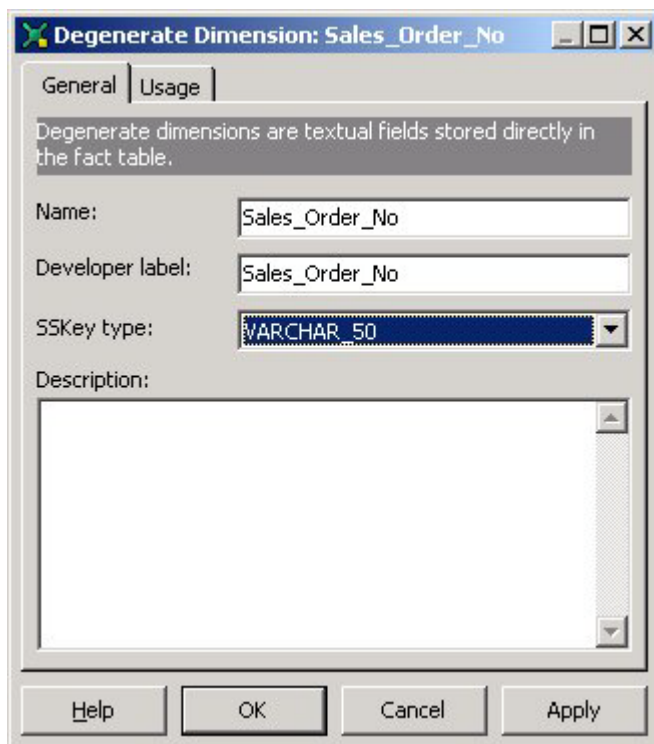 Degenerate Dimension: Sales_Order_No
General Usage
Degenerate dimensions are textual fields stored directly in
the fact table.
Name: Sales_Order_No
Developer label: Sales_Order_No
SSKey type: VARCHAR_50
Description:
Help OK Cancel Apply